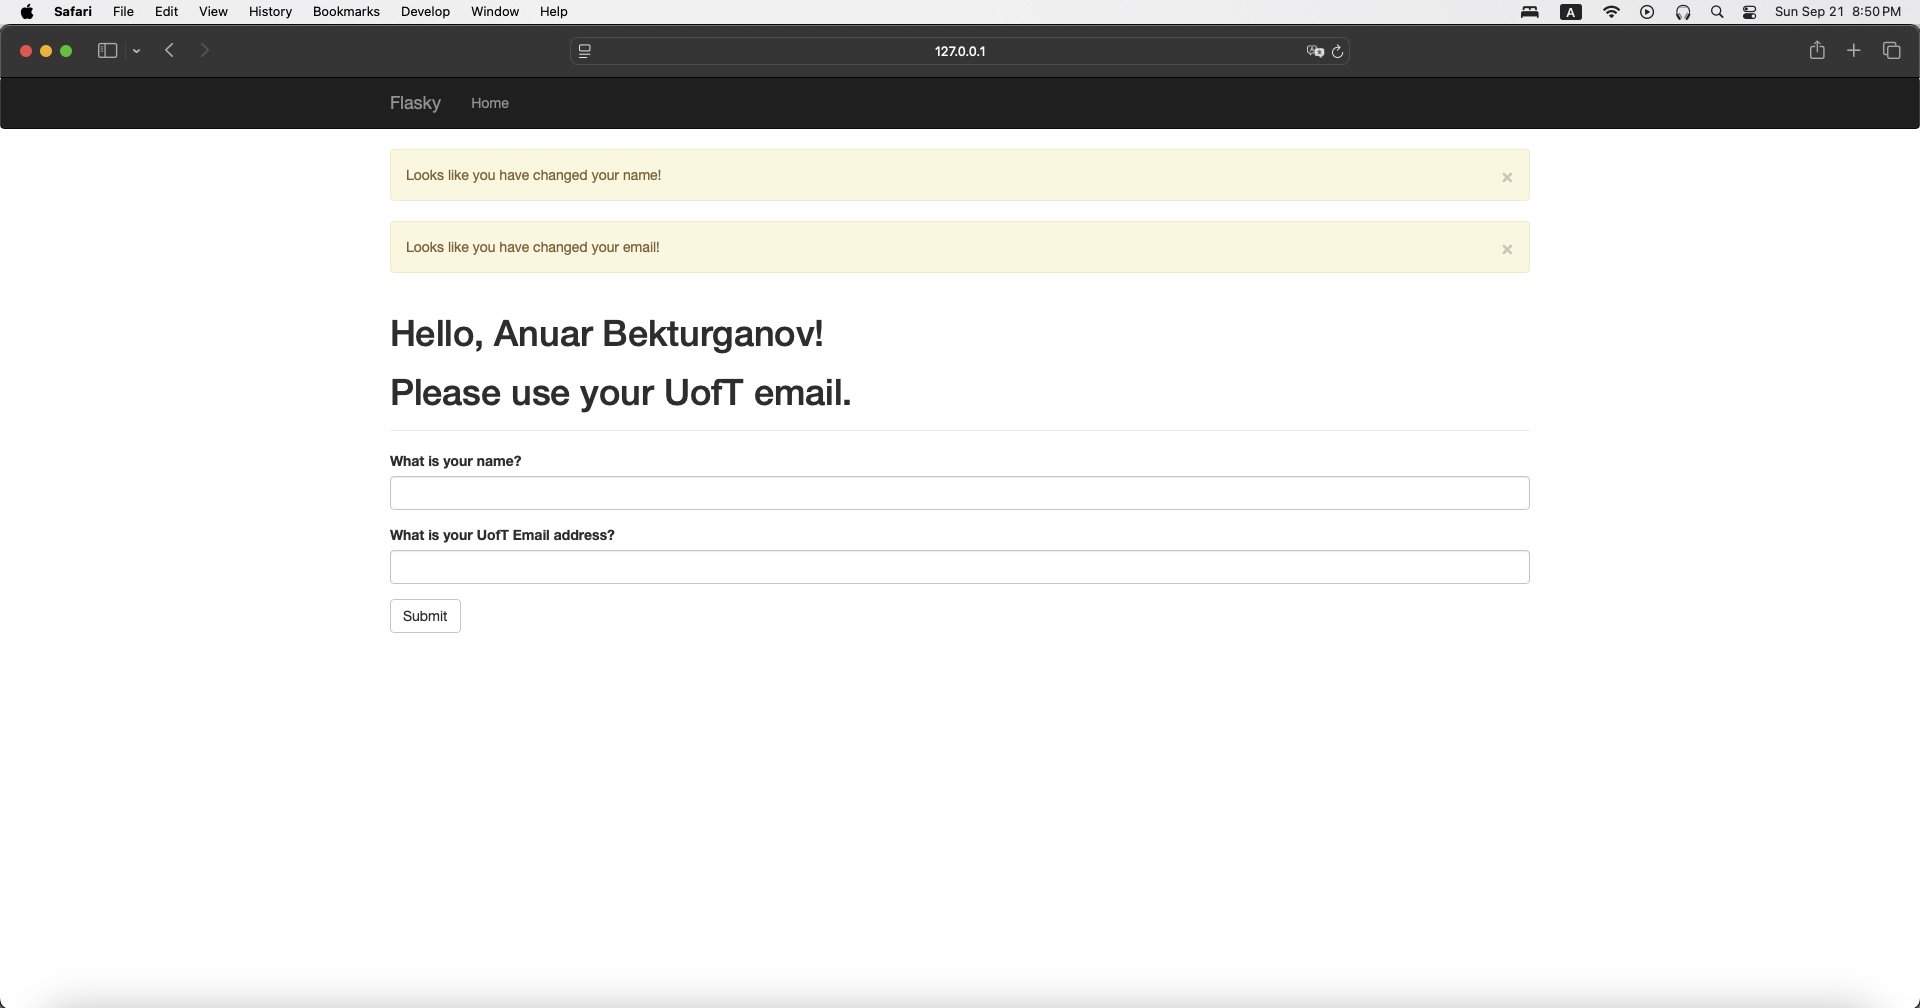 Safari File Edit View History Bookmarks Develop Window Help A Sun Sep 21 8:50 PM
127.0.0.1
Flasky Home
Looks like you have changed your name! ×
Looks like you have changed your email! ×
Hello, Anuar Bekturganov!
Please use your UofT email.
What is your name?
What is your UofT Email address?
Submit